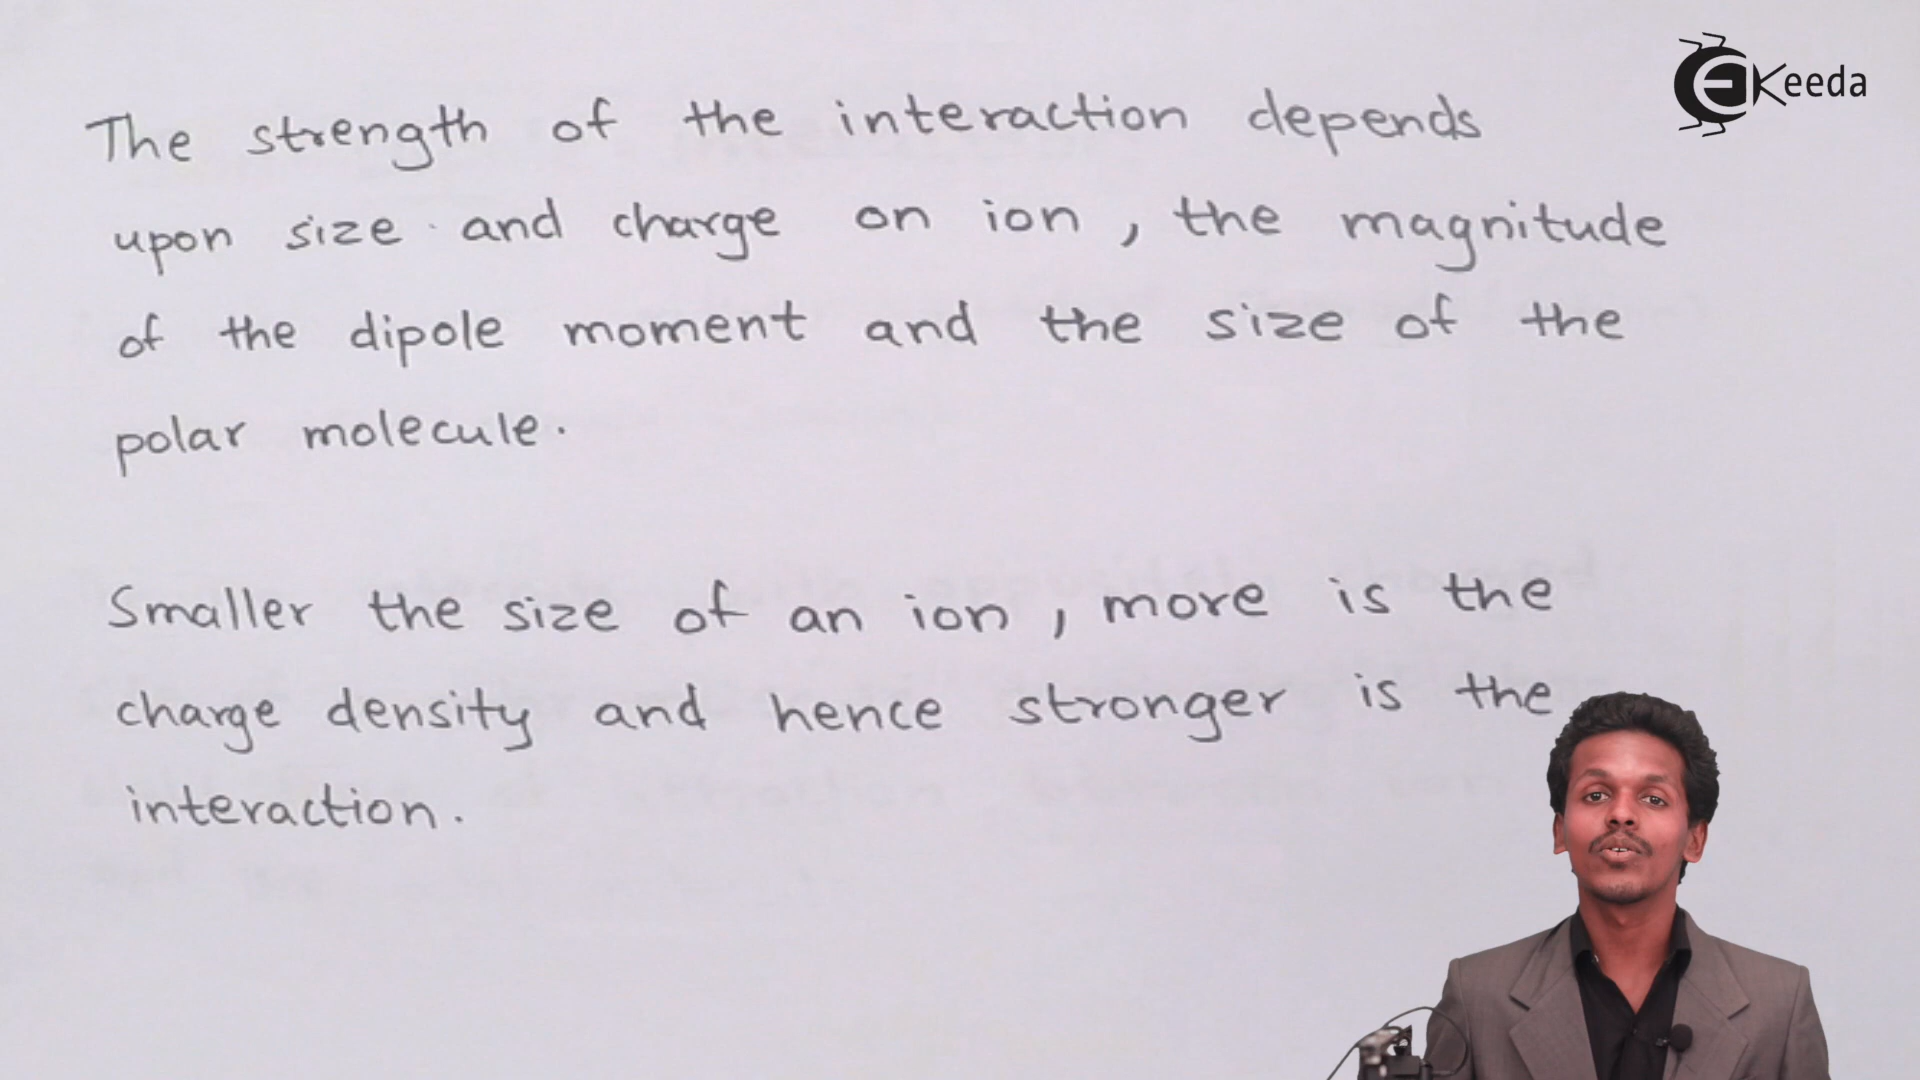 EKeeda
The strength of the interaction depends
upon size and charge on ion, the magnitude
of the dipole moment and the size of the
polar molecule.
Smaller the size of an ion, more is the
charge density and hence stronger is the
interaction.